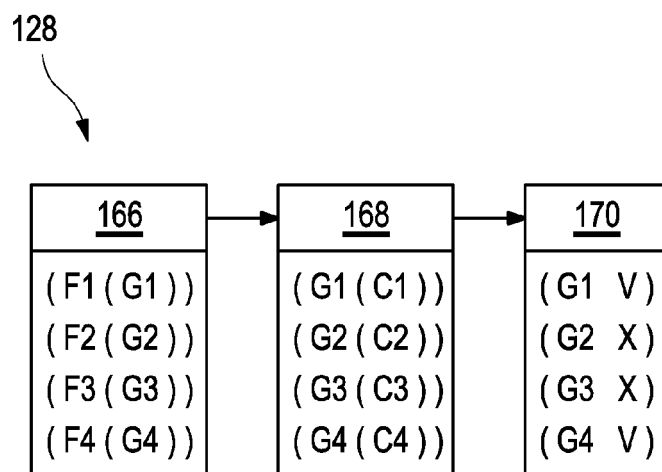 128
166
168
170
( F1 ( G1 ) )
( F2 ( G2 ) )
( F3 ( G3 ) )
( F4 ( G4 ) )
( G1 ( C1 ) )
( G2 ( C2 ) )
( G3 ( C3 ) )
( G4 ( C4 ) )
( G1 V )
( G2 X )
( G3 X )
( G4 V )